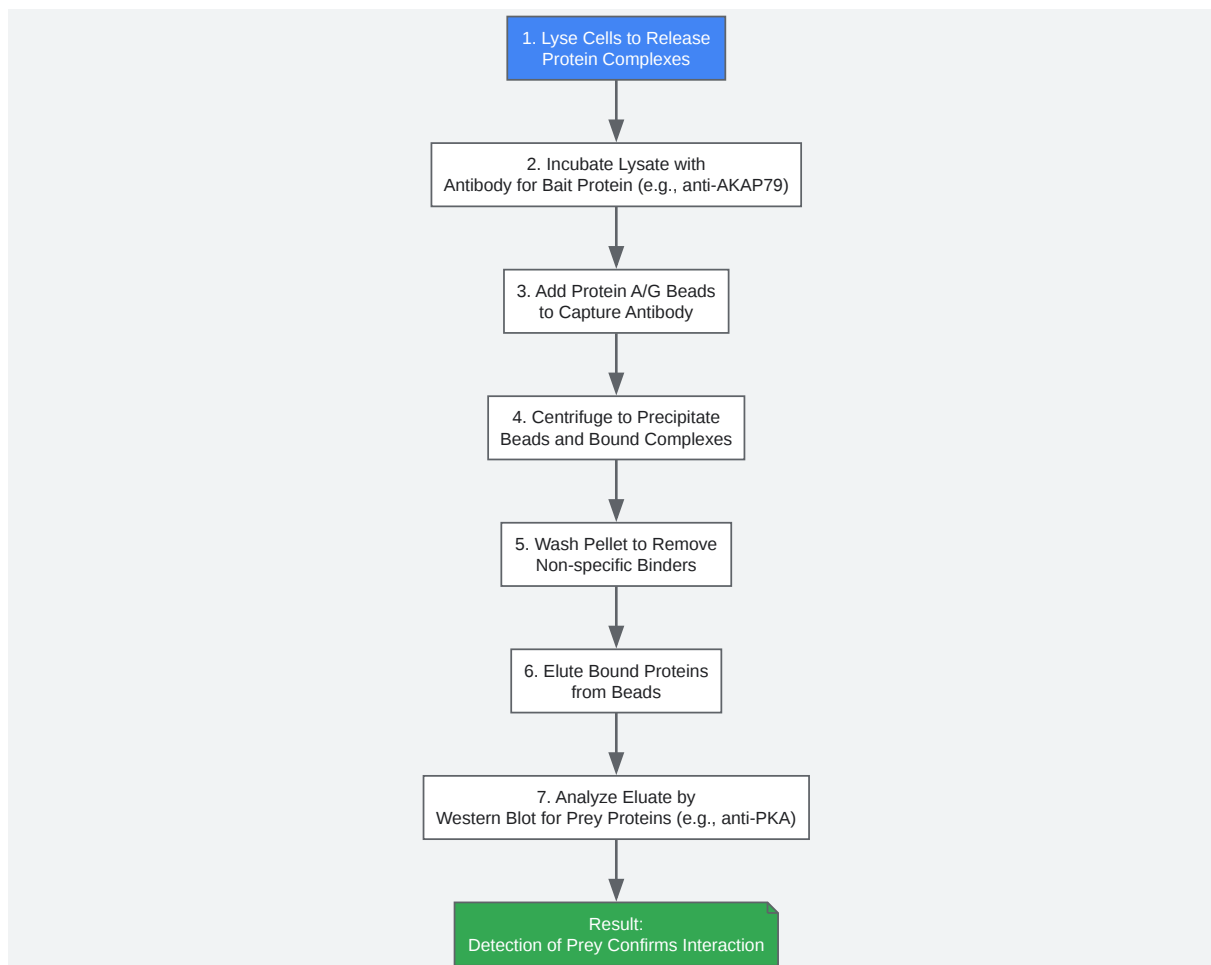 1. Lyse Cells to Release
Protein Complexes
2. Incubate Lysate with
Antibody for Bait Protein (e.g., anti-AKAP79)
3. Add Protein A/G Beads
to Capture Antibody
4. Centrifuge to Precipitate
Beads and Bound Complexes
5. Wash Pellet to Remove
Non-specific Binders
6. Elute Bound Proteins
from Beads
7. Analyze Eluate by
Western Blot for Prey Proteins (e.g., anti-PKA)
Result:
Detection of Prey Confirms Interaction